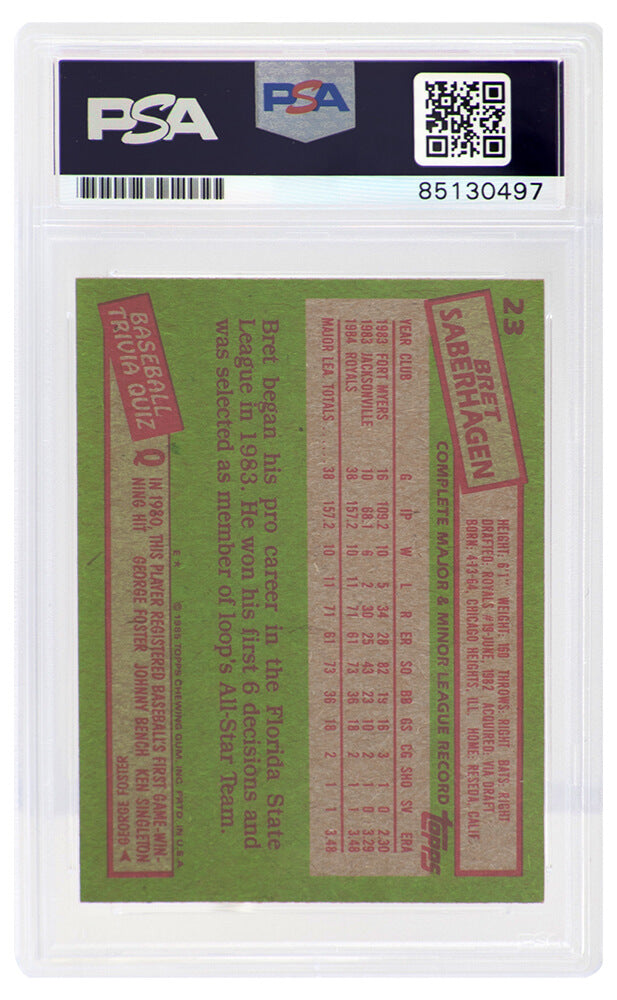 PSA
PSA
85130497
23
BRET
SABERHAGEN
HEIGHT: 6'1" WEIGHT: 160 THROWS: RIGHT BATS: RIGHT
DRAFTED: ROYALS #19-JUNE, 1982 ACQUIRED: VIA DRAFT
BORN: 4-13-64, CHICAGO HEIGHTS, ILL. HOME: RESEDA, CALIF.
COMPLETE MAJOR & MINOR LEAGUE RECORD
topps
YEAR CLUB G IP W L R ER SO BB GS CG SHO SV ERA
1983 FORT MYERS 16 109.2 10 5 34 28 82 19 16 3 1 0 2.30
1983 JACKSONVILLE 10 68.1 6 2 30 25 43 23 10 2 1 0 3.29
1984 ROYALS 38 157.2 10 11 71 61 73 36 18 2 1 1 3.48
MAJOR LEA. TOTALS 38 157.2 10 11 71 61 73 36 18 2 1 1 3.48
Bret began his pro career in the Florida State
League in 1983. He won his first 6 decisions and
was selected as member of loop's All-Star Team.
E* © 1985 TOPPS CHEWING GUM, INC. PRTD. IN U.S.A.
BASEBALL
TRIVIA QUIZ
Q IN 1980, THIS PLAYER REGISTERED BASEBALL'S FIRST GAME-WIN-
NING HIT GEORGE FOSTER JOHNNY BENCH KEN SINGLETON
A GEORGE FOSTER